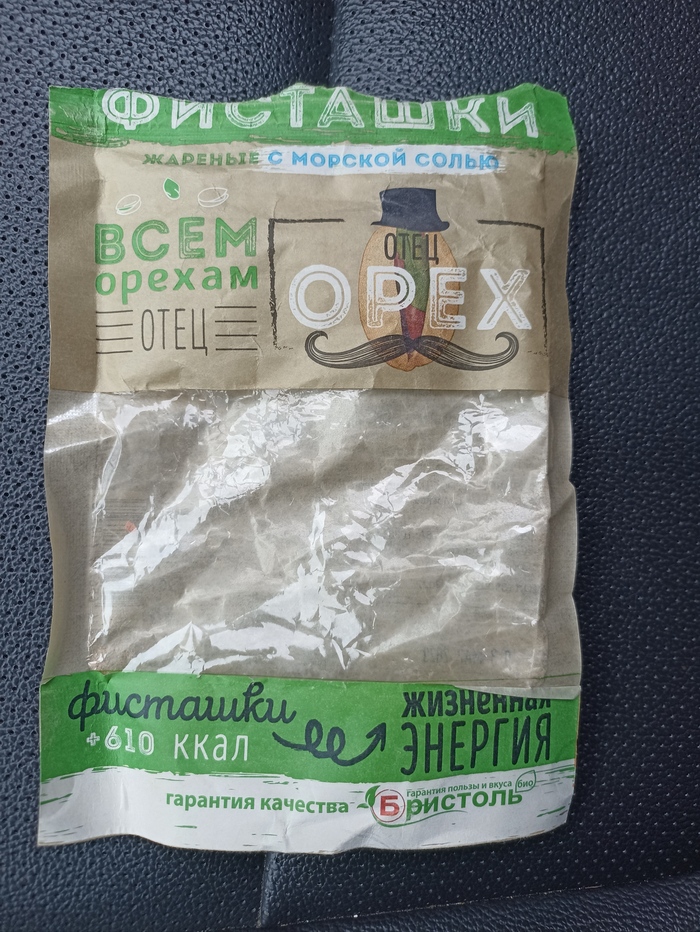 ФИСТАШКИ
ЖАРЕНЫЕ С МОРСКОЙ СОЛЬЮ
ВСЕМ
орехам
ОТЕЦ
ОТЕЦ
ОРЕХ
фисташки
+610 ккал
жизненная
ЭНЕРГИЯ
гарантия качества
гарантия пользы и вкуса
био
Бристоль